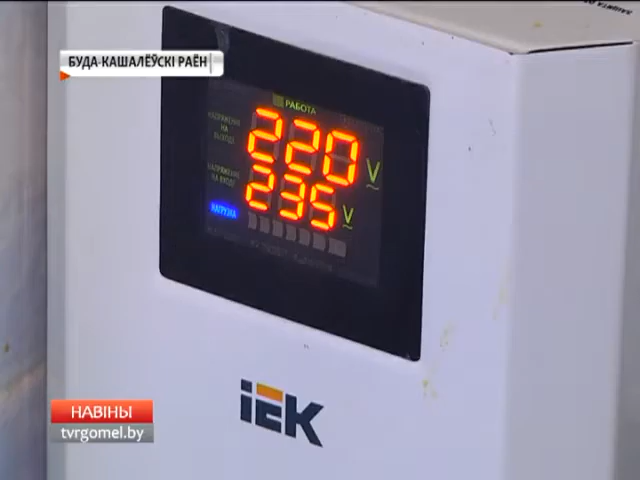 БУДА-КАШАЛЁЎСКІ РАЁН
РАБОТА
НАПРЯЖЕНИЕ
НА
ВЫХОДЕ
220 V
НАПРЯЖЕНИЕ
НА ВХОДЕ
235 V
НАГРУЗКА
IEK
НАВІНЫ
tvrgomel.by